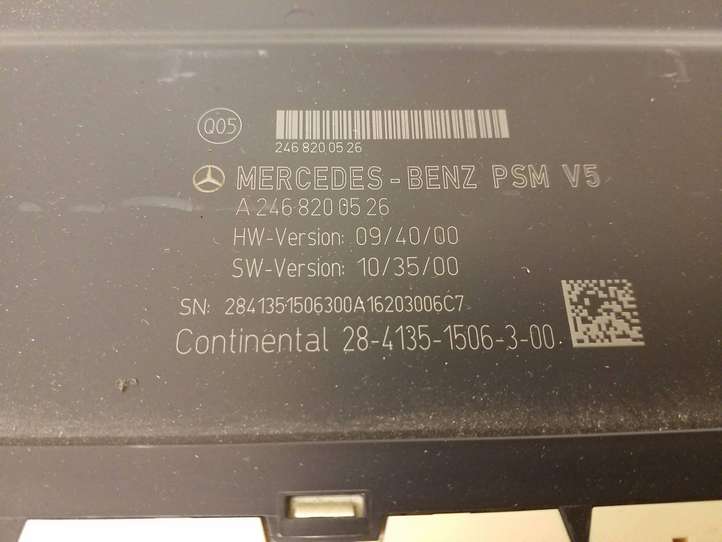 Q05
246 820 05 26
MERCEDES-BENZ PSM V5
A 246 820 05 26
HW-Version: 09/40/00
SW-Version: 10/35/00
SN: 2841351506300A16203006C7
Continental 28-4135-1506-3-00